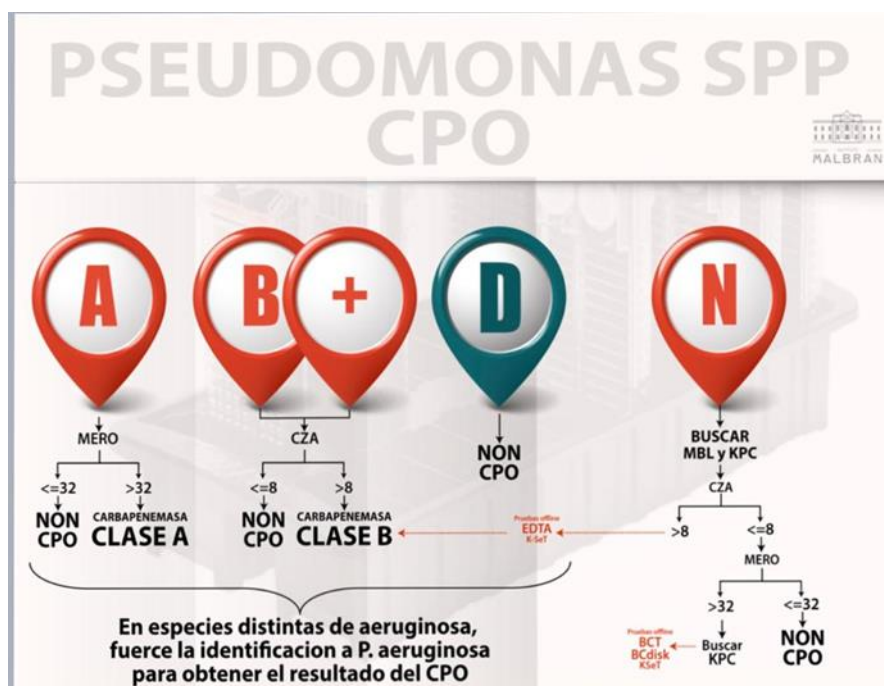 PSEUDOMONAS SPP
CPO
MALBRAN
A
B
+
D
N
MERO
<=32
>32
NON
CPO
CARBAPENEMASA
CLASE A
CZA
<=8
>8
NON
CPO
CARBAPENEMASA
CLASE B
NON
CPO
BUSCAR
MBL y KPC
CZA
>8
<=8
Pruebas offline
EDTA
K-SeT
MERO
>32
<=32
Buscar
KPC
NON
CPO
Pruebas offline
BCT
BCdisk
KSeT
En especies distintas de aeruginosa,
fuerce la identificacion a P. aeruginosa
para obtener el resultado del CPO